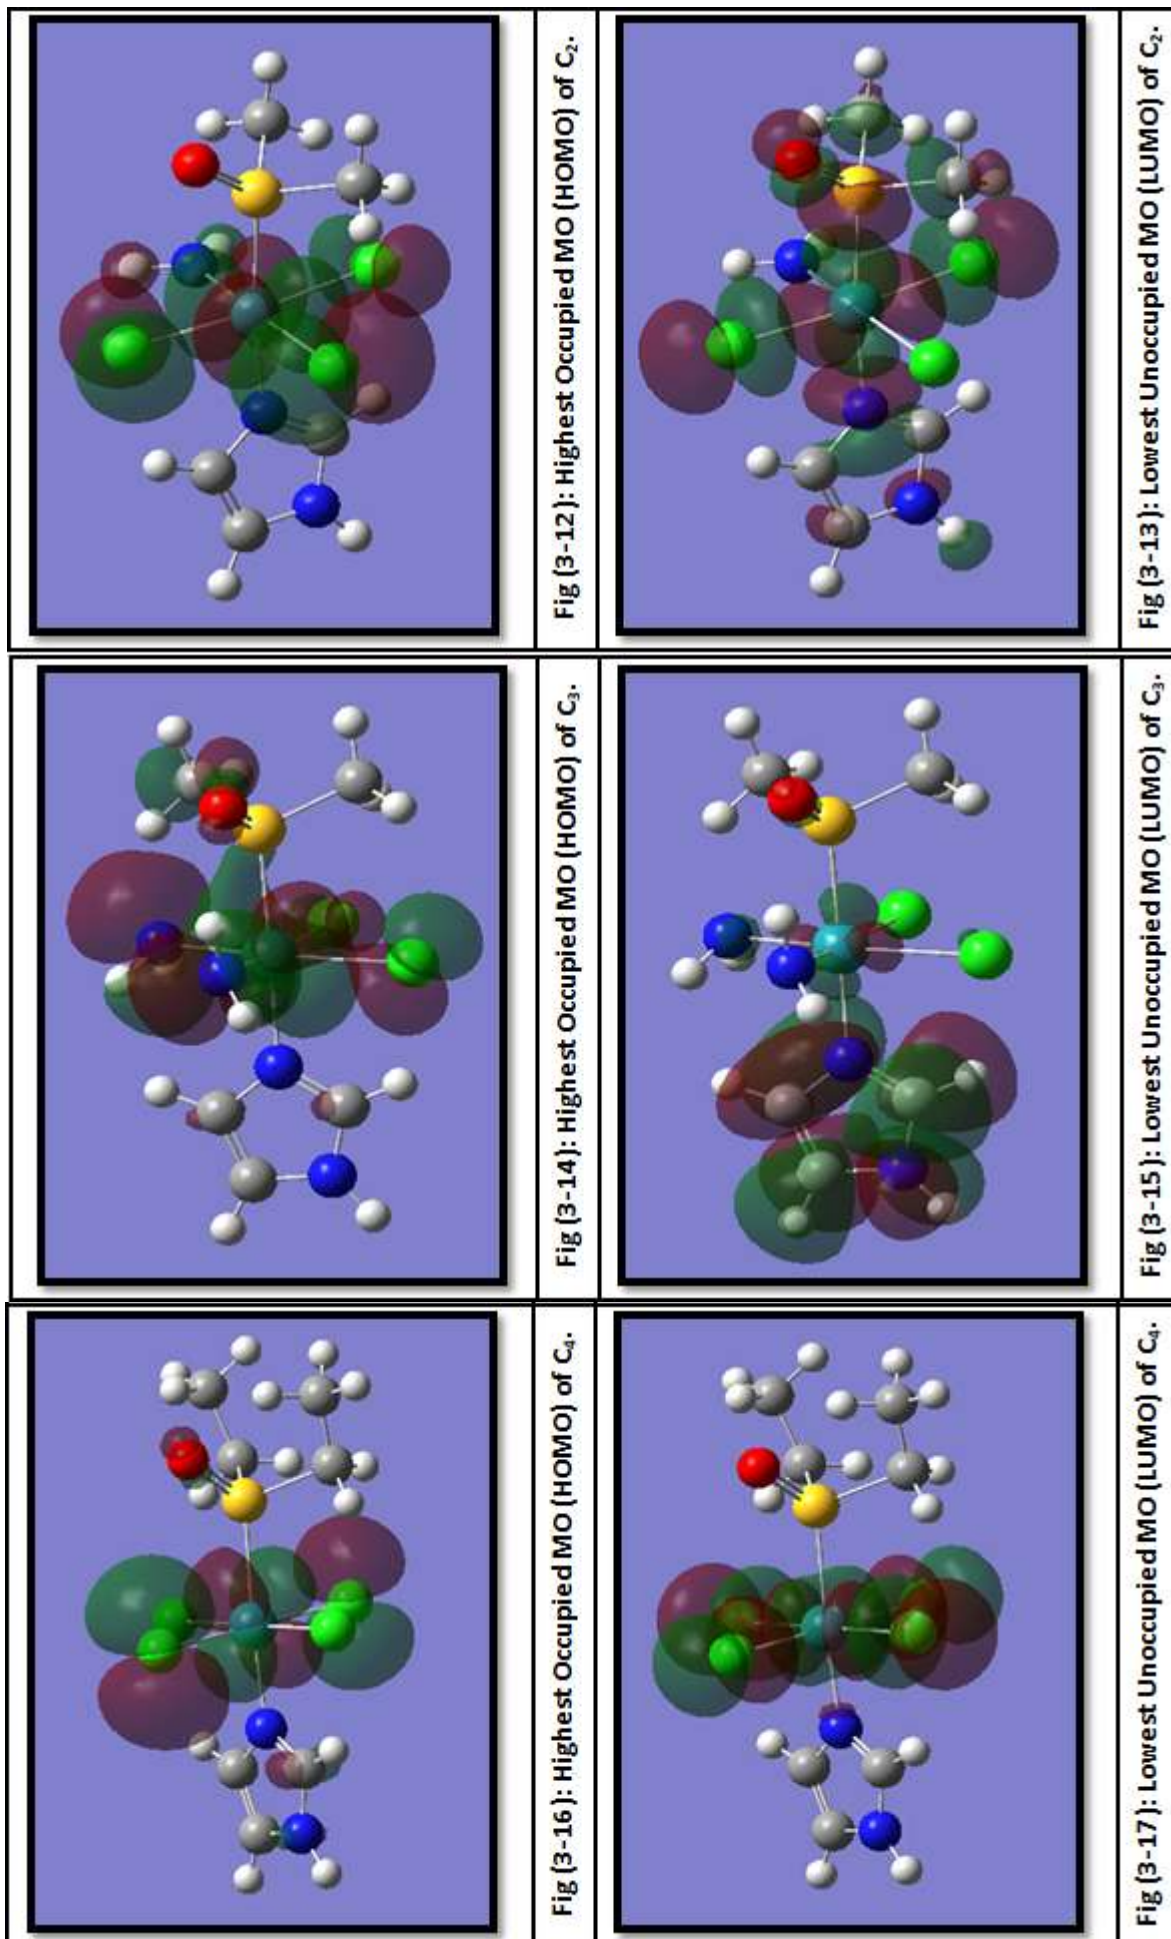 Fig (3-12): Highest Occupied MO (HOMO) of C₂.
Fig (3-13): Lowest Unoccupied MO (LUMO) of C₂.
Fig (3-14): Highest Occupied MO (HOMO) of C₃.
Fig (3-15): Lowest Unoccupied MO (LUMO) of C₃.
Fig (3-16): Highest Occupied MO (HOMO) of C₄.
Fig (3-17): Lowest Unoccupied MO (LUMO) of C₄.